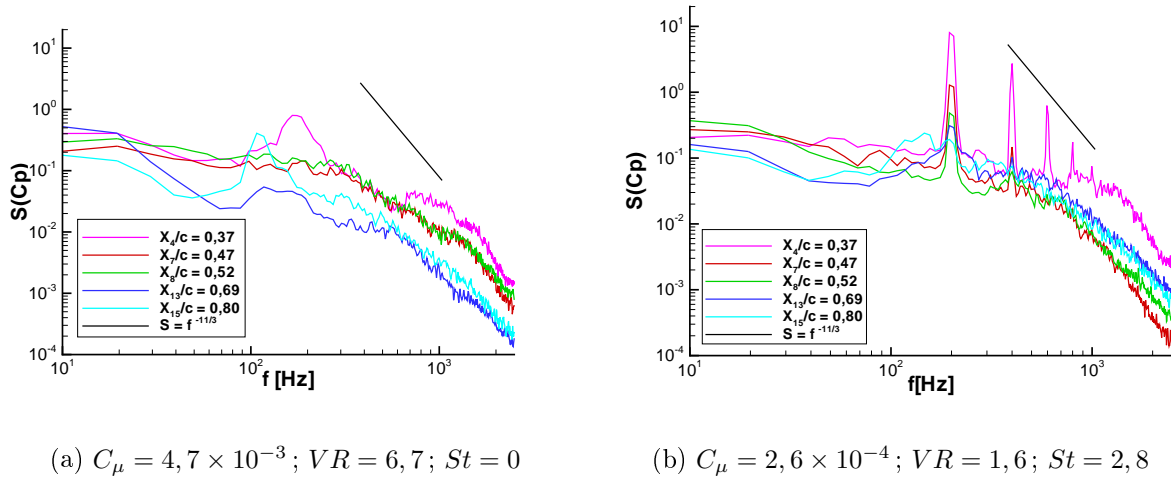 S(Cp)
10¹
10⁰
10⁻¹
10⁻²
10⁻³
10⁻⁴
X₄/c = 0,37
X₇/c = 0,47
X₈/c = 0,52
X₁₃/c = 0,69
X₁₅/c = 0,80
S = f ⁻¹¹/³
10¹
10²
10³
f [Hz]
(a) C_μ = 4,7 × 10⁻³ ; VR = 6,7 ; St = 0
S(Cp)
10¹
10⁰
10⁻¹
10⁻²
10⁻³
10⁻⁴
X₄/c = 0,37
X₇/c = 0,47
X₈/c = 0,52
X₁₃/c = 0,69
X₁₅/c = 0,80
S = f ⁻¹¹/³
10¹
10²
10³
f[Hz]
(b) C_μ = 2,6 × 10⁻⁴ ; VR = 1,6 ; St = 2,8